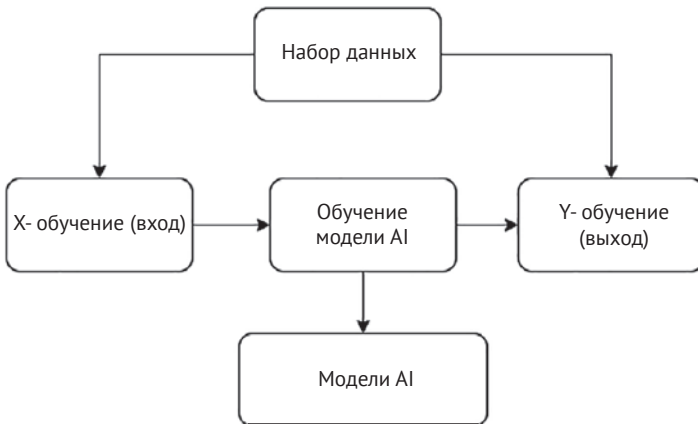 Набор данных
X- обучение (вход)
Обучение
модели AI
Y- обучение
(выход)
Модели AI